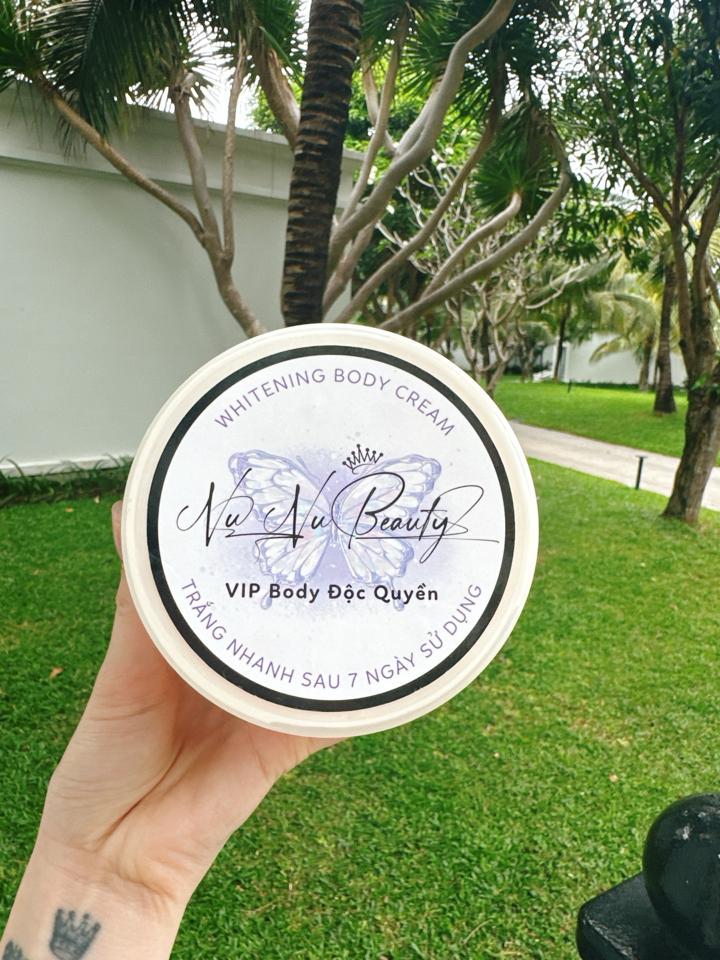 WHITENING BODY CREAM
Nu Nu Beauty
VIP Body Độc Quyền
TRẮNG NHANH SAU 7 NGÀY SỬ DỤNG